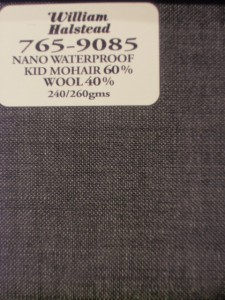 William
Halstead
765-9085
NANO WATERPROOF
KID MOHAIR 60%
WOOL 40%
240/260gms